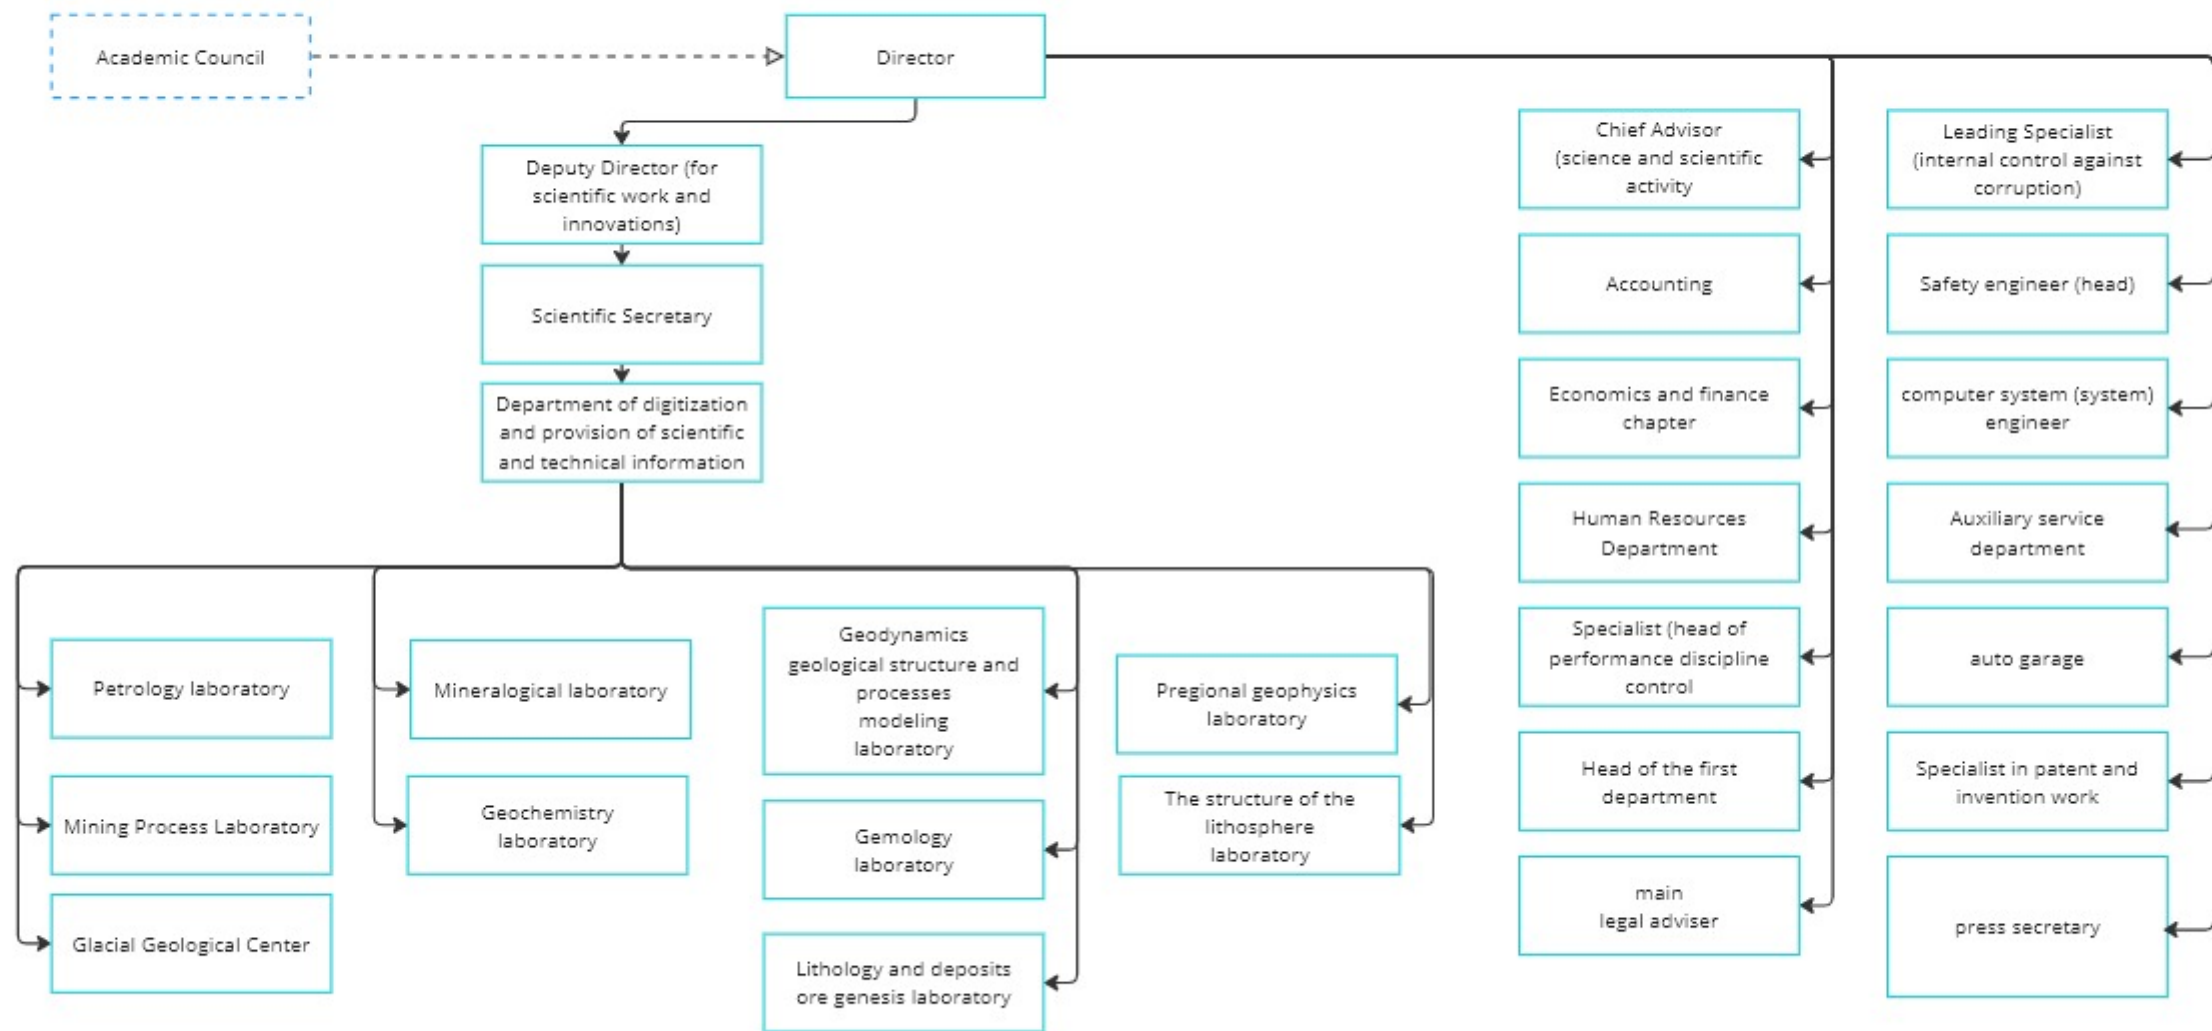 Academic Council
Director
Deputy Director (for
scientific work and
innovations)
Scientific Secretary
Department of digitization
and provision of scientific
and technical information
Petrology laboratory
Mining Process Laboratory
Glacial Geological Center
Mineralogical laboratory
Geochemistry
laboratory
Geodynamics
geological structure and
processes
modeling
laboratory
Gemology
laboratory
Lithology and deposits
ore genesis laboratory
Pregional geophysics
laboratory
The structure of the
lithosphere
laboratory
Chief Advisor
(science and scientific
activity
Accounting
Economics and finance
chapter
Human Resources
Department
Specialist (head of
performance discipline
control
Head of the first
department
main
legal adviser
Leading Specialist
(internal control against
corruption)
Safety engineer (head)
computer system (system)
engineer
Auxiliary service
department
auto garage
Specialist in patent and
invention work
press secretary